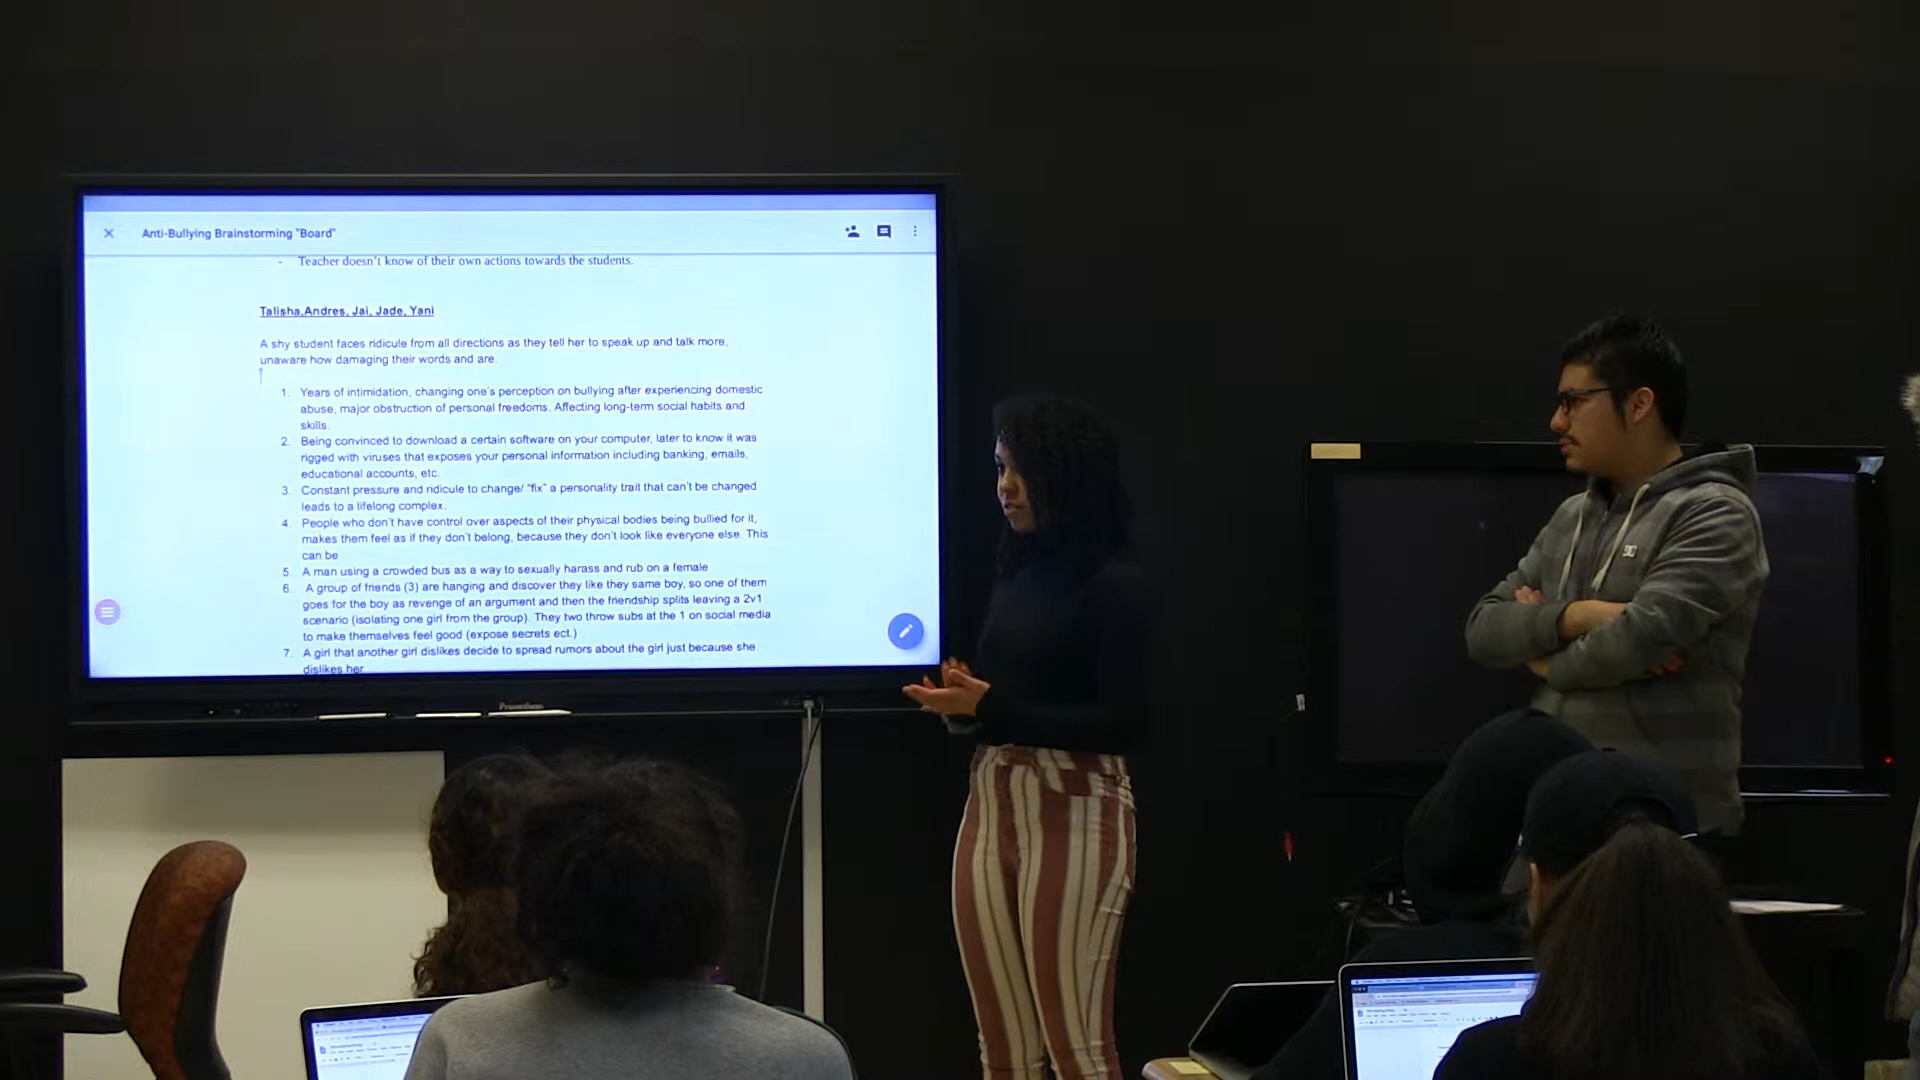 Anti-Bullying Brainstorming "Board"
- Teacher doesn't know of their own actions towards the students.
Talisha,Andres, Jai, Jade, Yani
A shy student faces ridicule from all directions as they tell her to speak up and talk more,
unaware how damaging their words and are.
1. Years of intimidation, changing one's perception on bullying after experiencing domestic
abuse, major obstruction of personal freedoms. Affecting long-term social habits and
skills.
2. Being convinced to download a certain software on your computer, later to know it was
rigged with viruses that exposes your personal information including banking, emails,
educational accounts, etc.
3. Constant pressure and ridicule to change/ "fix" a personality trait that can't be changed
leads to a lifelong complex.
4. People who don't have control over aspects of their physical bodies being bullied for it,
makes them feel as if they don't belong, because they don't look like everyone else. This
can be
5. A man using a crowded bus as a way to sexually harass and rub on a female
6. A group of friends (3) are hanging and discover they like they same boy, so one of them
goes for the boy as revenge of an argument and then the friendship splits leaving a 2v1
scenario (isolating one girl from the group). They two throw subs at the 1 on social media
to make themselves feel good (expose secrets ect.)
7. A girl that another girl dislikes decide to spread rumors about the girl just because she
dislikes her
Promethean
DC